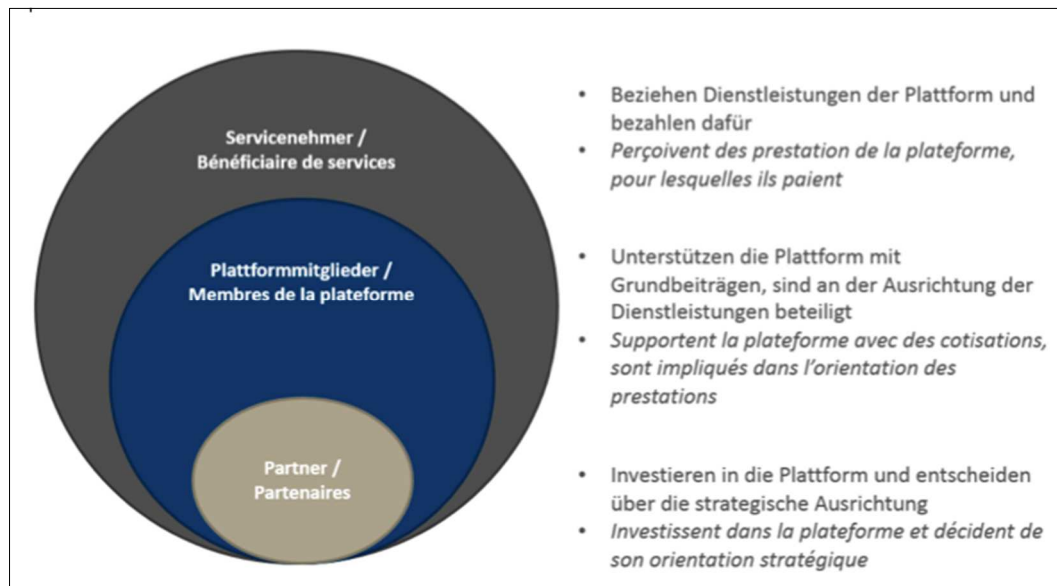 Servicenehmer /
Bénéficiaire de services
Plattformmitglieder /
Membres de la plateforme
Partner /
Partenaires
• Beziehen Dienstleistungen der Plattform und
bezahlen dafür
• Perçoivent des prestation de la plateforme,
pour lesquelles ils paient
• Unterstützen die Plattform mit
Grundbeiträgen, sind an der Ausrichtung der
Dienstleistungen beteiligt
• Supportent la plateforme avec des cotisations,
sont impliqués dans l'orientation des
prestations
• Investieren in die Plattform und entscheiden
über die strategische Ausrichtung
• Investissent dans la plateforme et décident de
son orientation stratégique